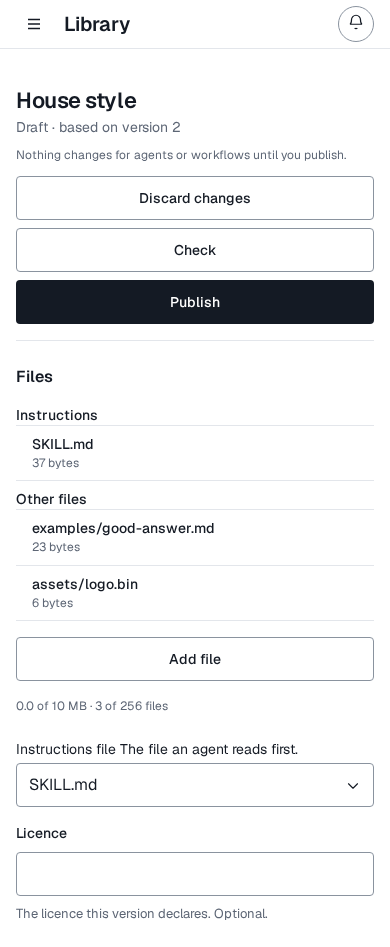 Library
House style
Draft · based on version 2
Nothing changes for agents or workflows until you publish.
Discard changes
Check
Publish
Files
Instructions
SKILL.md
37 bytes
Other files
examples/good-answer.md
23 bytes
assets/logo.bin
6 bytes
Add file
0.0 of 10 MB · 3 of 256 files
Instructions file The file an agent reads first.
SKILL.md
Licence
The licence this version declares. Optional.